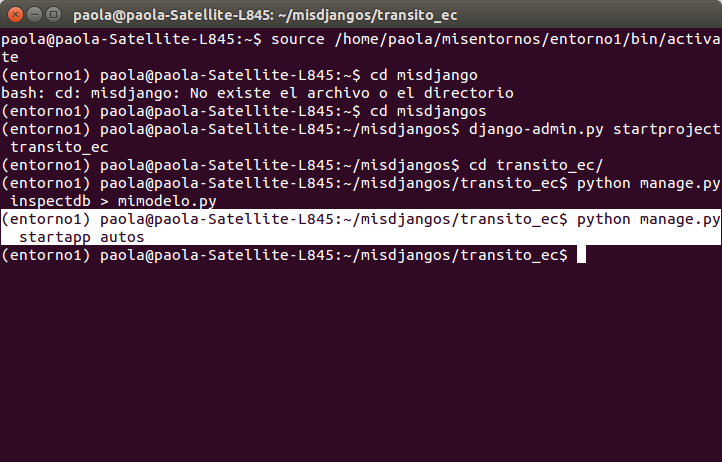 paola@paola-Satellite-L845: ~/misdjangos/transito_ec
paola@paola-Satellite-L845:~$ source /home/paola/misentornos/entorno1/bin/activa
te
(entorno1) paola@paola-Satellite-L845:~$ cd misdjango
bash: cd: misdjango: No existe el archivo o el directorio
(entorno1) paola@paola-Satellite-L845:~$ cd misdjangos
(entorno1) paola@paola-Satellite-L845:~/misdjangos$ django-admin.py startproject
 transito_ec
(entorno1) paola@paola-Satellite-L845:~/misdjangos$ cd transito_ec/
(entorno1) paola@paola-Satellite-L845:~/misdjangos/transito_ec$ python manage.py
 inspectdb > mimodelo.py
(entorno1) paola@paola-Satellite-L845:~/misdjangos/transito_ec$ python manage.py
  startapp autos
(entorno1) paola@paola-Satellite-L845:~/misdjangos/transito_ec$